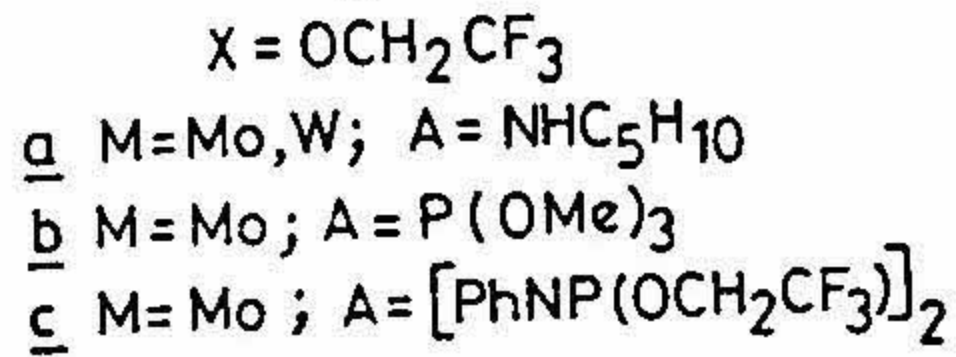 X = OCH₂CF₃
a M=Mo,W; A= NHC₅H₁₀
b M=Mo; A=P(OMe)₃
c M=Mo; A=[PhNP(OCH₂CF₃)]₂